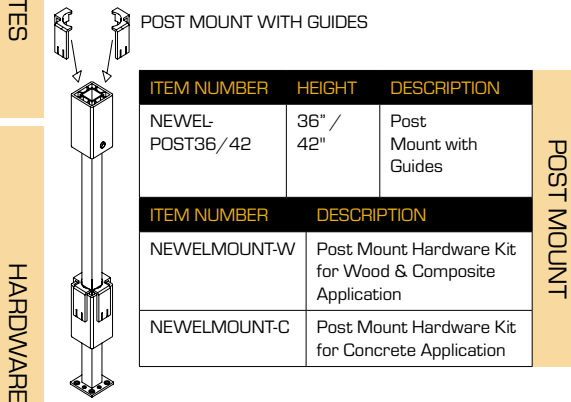 TES
HARDWARE
POST MOUNT WITH GUIDES
ITEM NUMBER HEIGHT DESCRIPTION
NEWEL- 36” / Post
POST36/42 42" Mount with
Guides
ITEM NUMBER DESCRIPTION
NEWELMOUNT-W Post Mount Hardware Kit
for Wood & Composite
Application
NEWELMOUNT-C Post Mount Hardware Kit
for Concrete Application
POST MOUNT